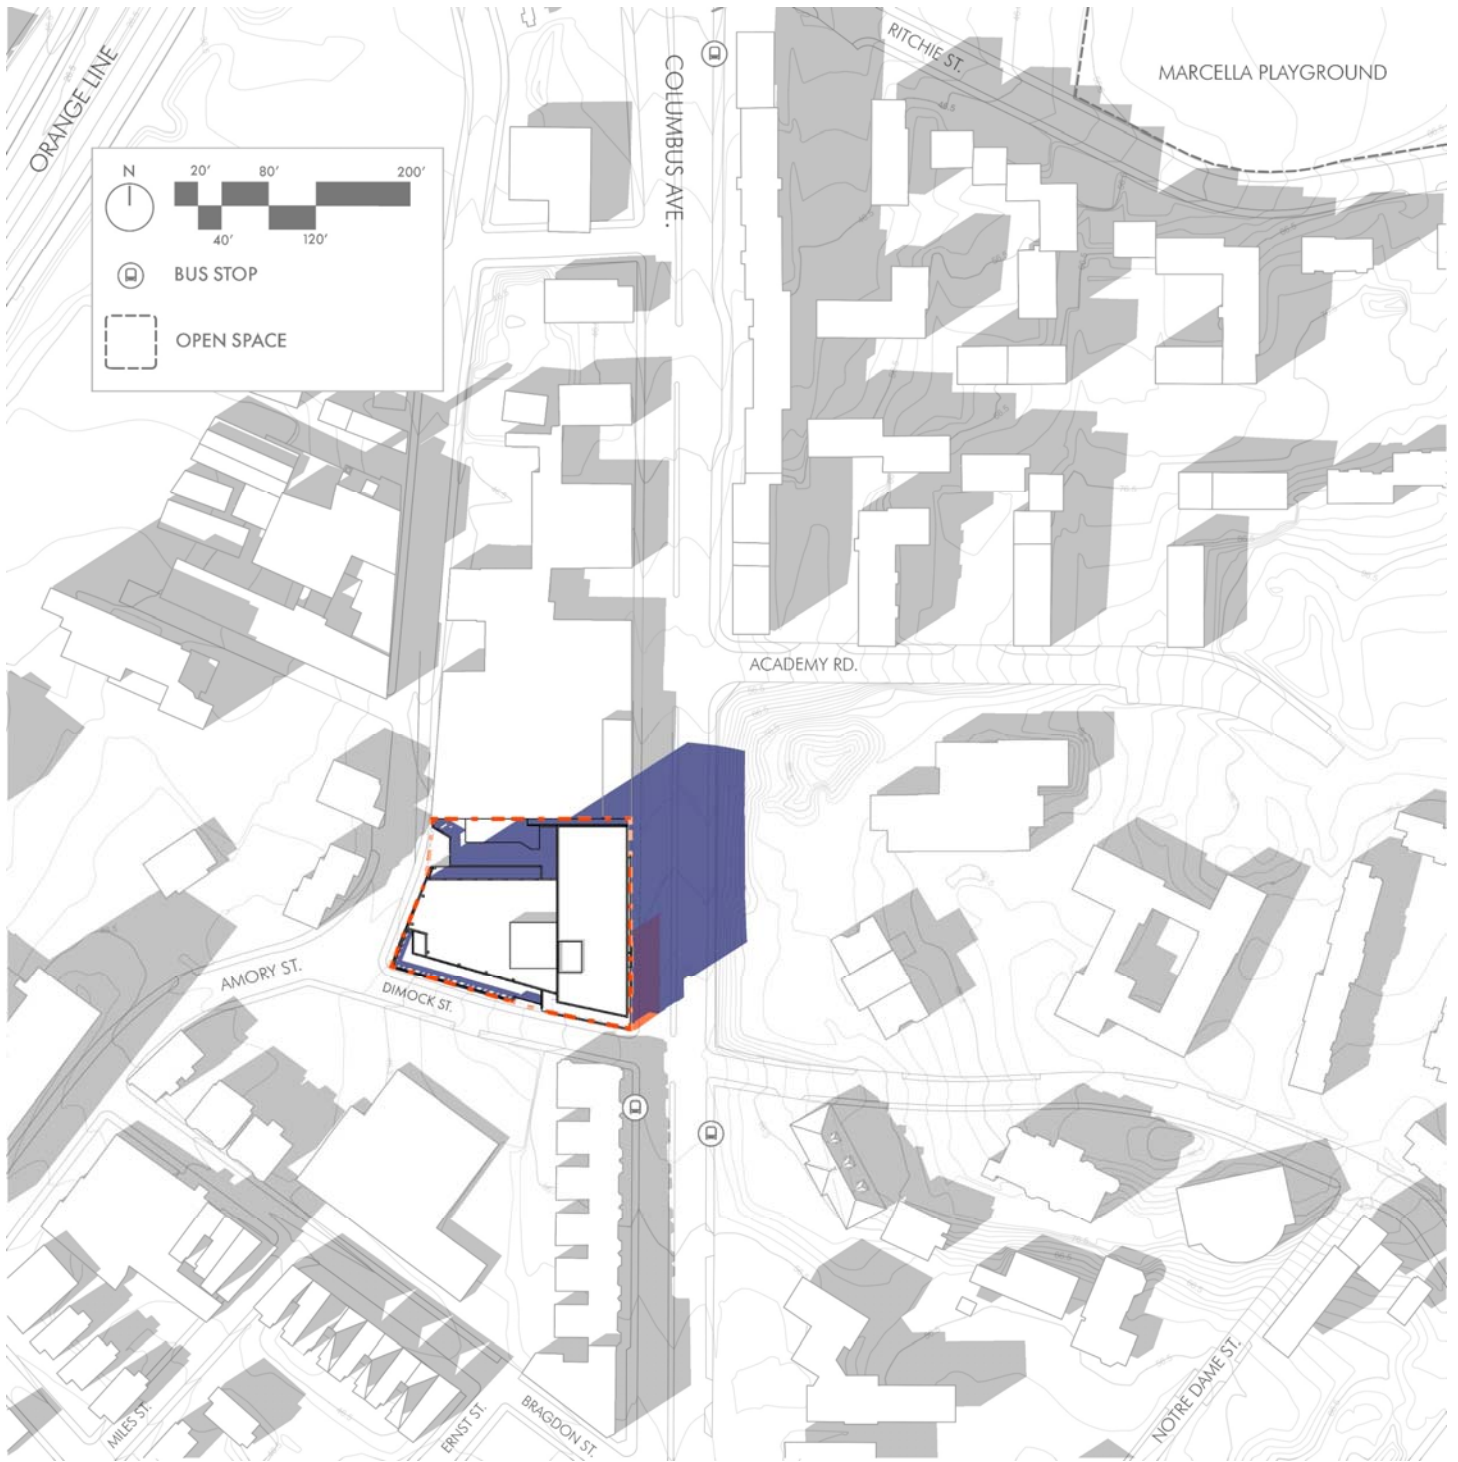 RITCHIE ST.
MARCELLA PLAYGROUND
ORANGE LINE
COLUMBUS AVE.
N
20' 80' 200'
40' 120'
BUS STOP
OPEN SPACE
ACADEMY RD.
AMORY ST.
DIMOCK ST.
MILES ST.
ERNST ST.
BRAGDON ST.
NOTRE DAME ST.